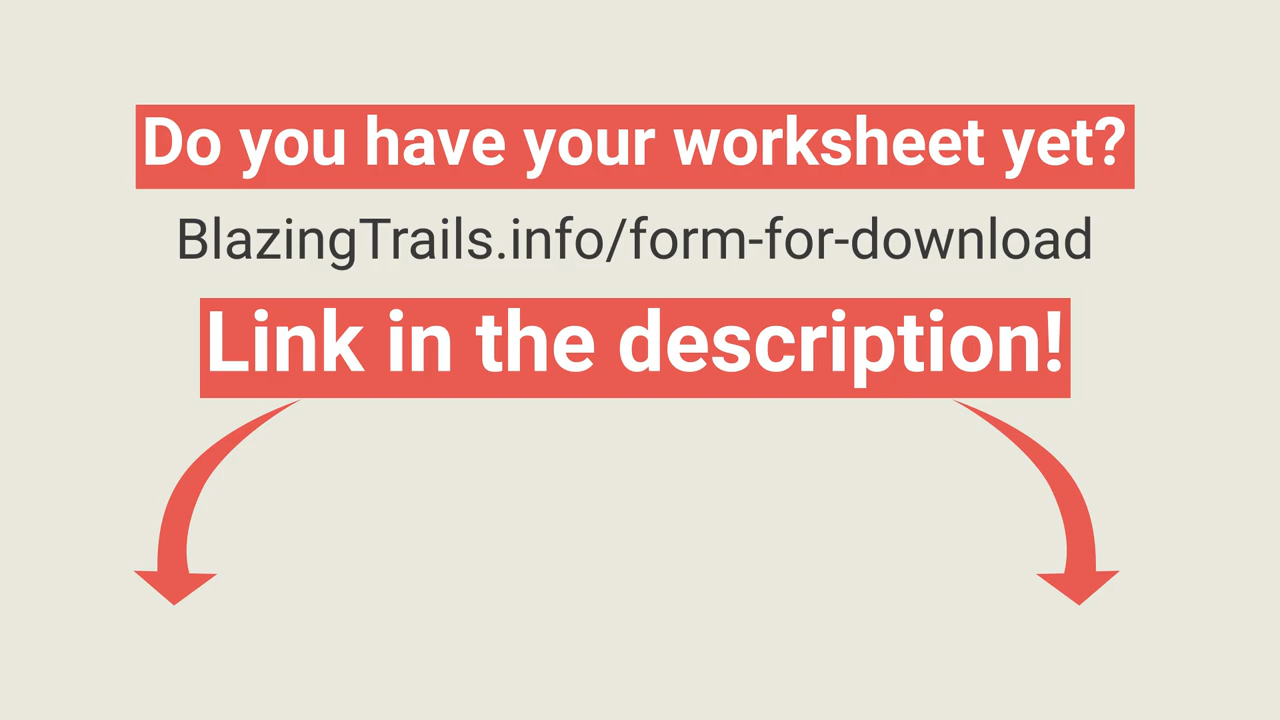 Do you have your worksheet yet?
BlazingTrails.info/form-for-download
Link in the description!